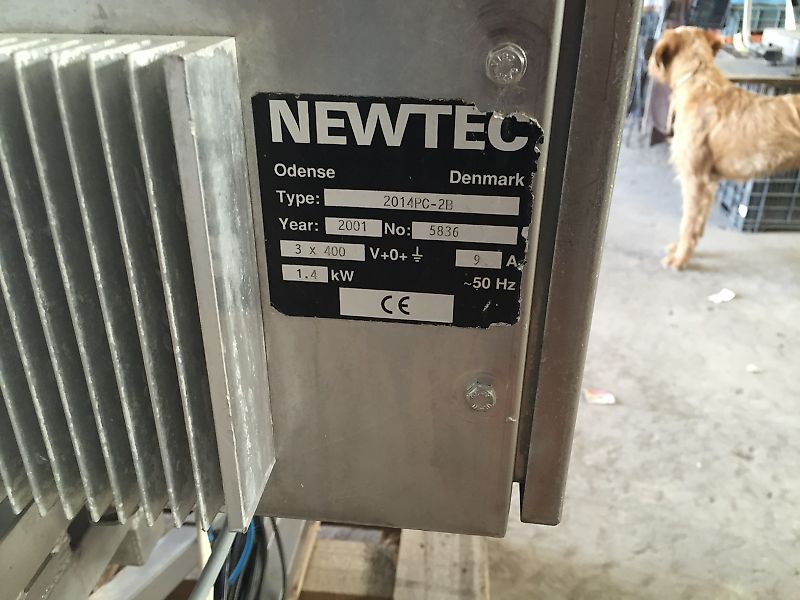 NEWTEC
Odense Denmark
Type: 2014PC-2B
Year: 2001 No: 5836
3 x 400 V+0+⏚ 9 A
1.4 kW ~50 Hz
CE